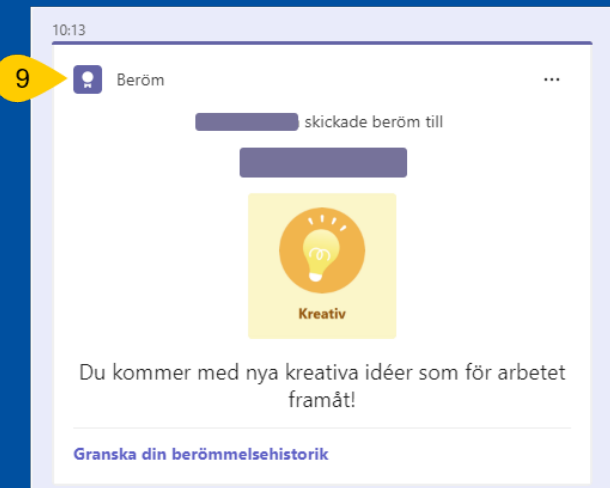 10:13
9
Beröm
...
skickade beröm till
Kreativ
Du kommer med nya kreativa idéer som för arbetet
framåt!
Granska din berömmelsehistorik